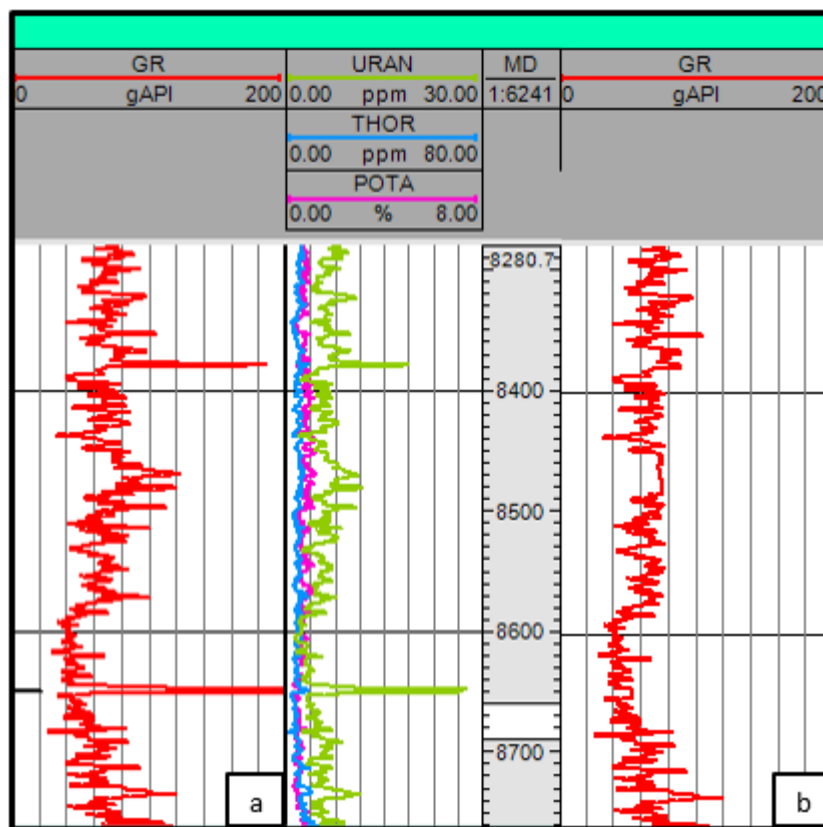 GR URAN MD GR
0 gAPI 200 0.00 ppm 30.00 1:6241 0 gAPI 200
THOR
0.00 ppm 80.00
POTA
0.00 % 8.00
8280.7
8400
8500
8600
8700
a b